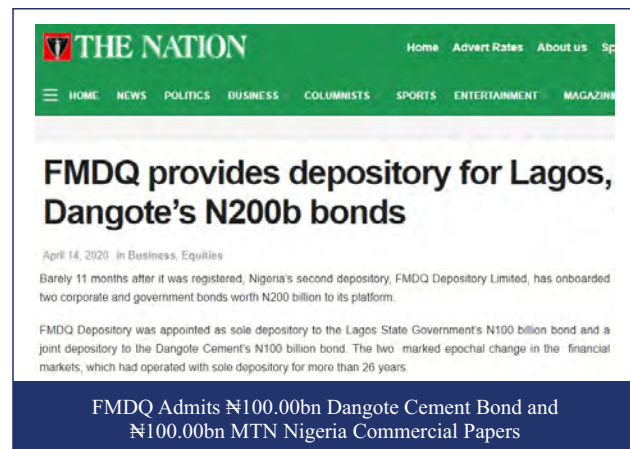 THE NATION
Home Advert Rates About us Sp
HOME NEWS POLITICS BUSINESS COLUMNISTS SPORTS ENTERTAINMENT MAGAZIN
FMDQ provides depository for Lagos,
Dangote's N200b bonds
April 14, 2020 in Business, Equities
Barely 11 months after it was registered, Nigeria's second depository, FMDQ Depository Limited, has onboarded
two corporate and government bonds worth N200 billion to its platform.
FMDQ Depository was appointed as sole depository to the Lagos State Government's N100 billion bond and a
joint depository to the Dangote Cement's N100 billion bond. The two marked epochal change in the financial
markets, which had operated with sole depository for more than 26 years.
FMDQ Admits ₦100.00bn Dangote Cement Bond and
₦100.00bn MTN Nigeria Commercial Papers